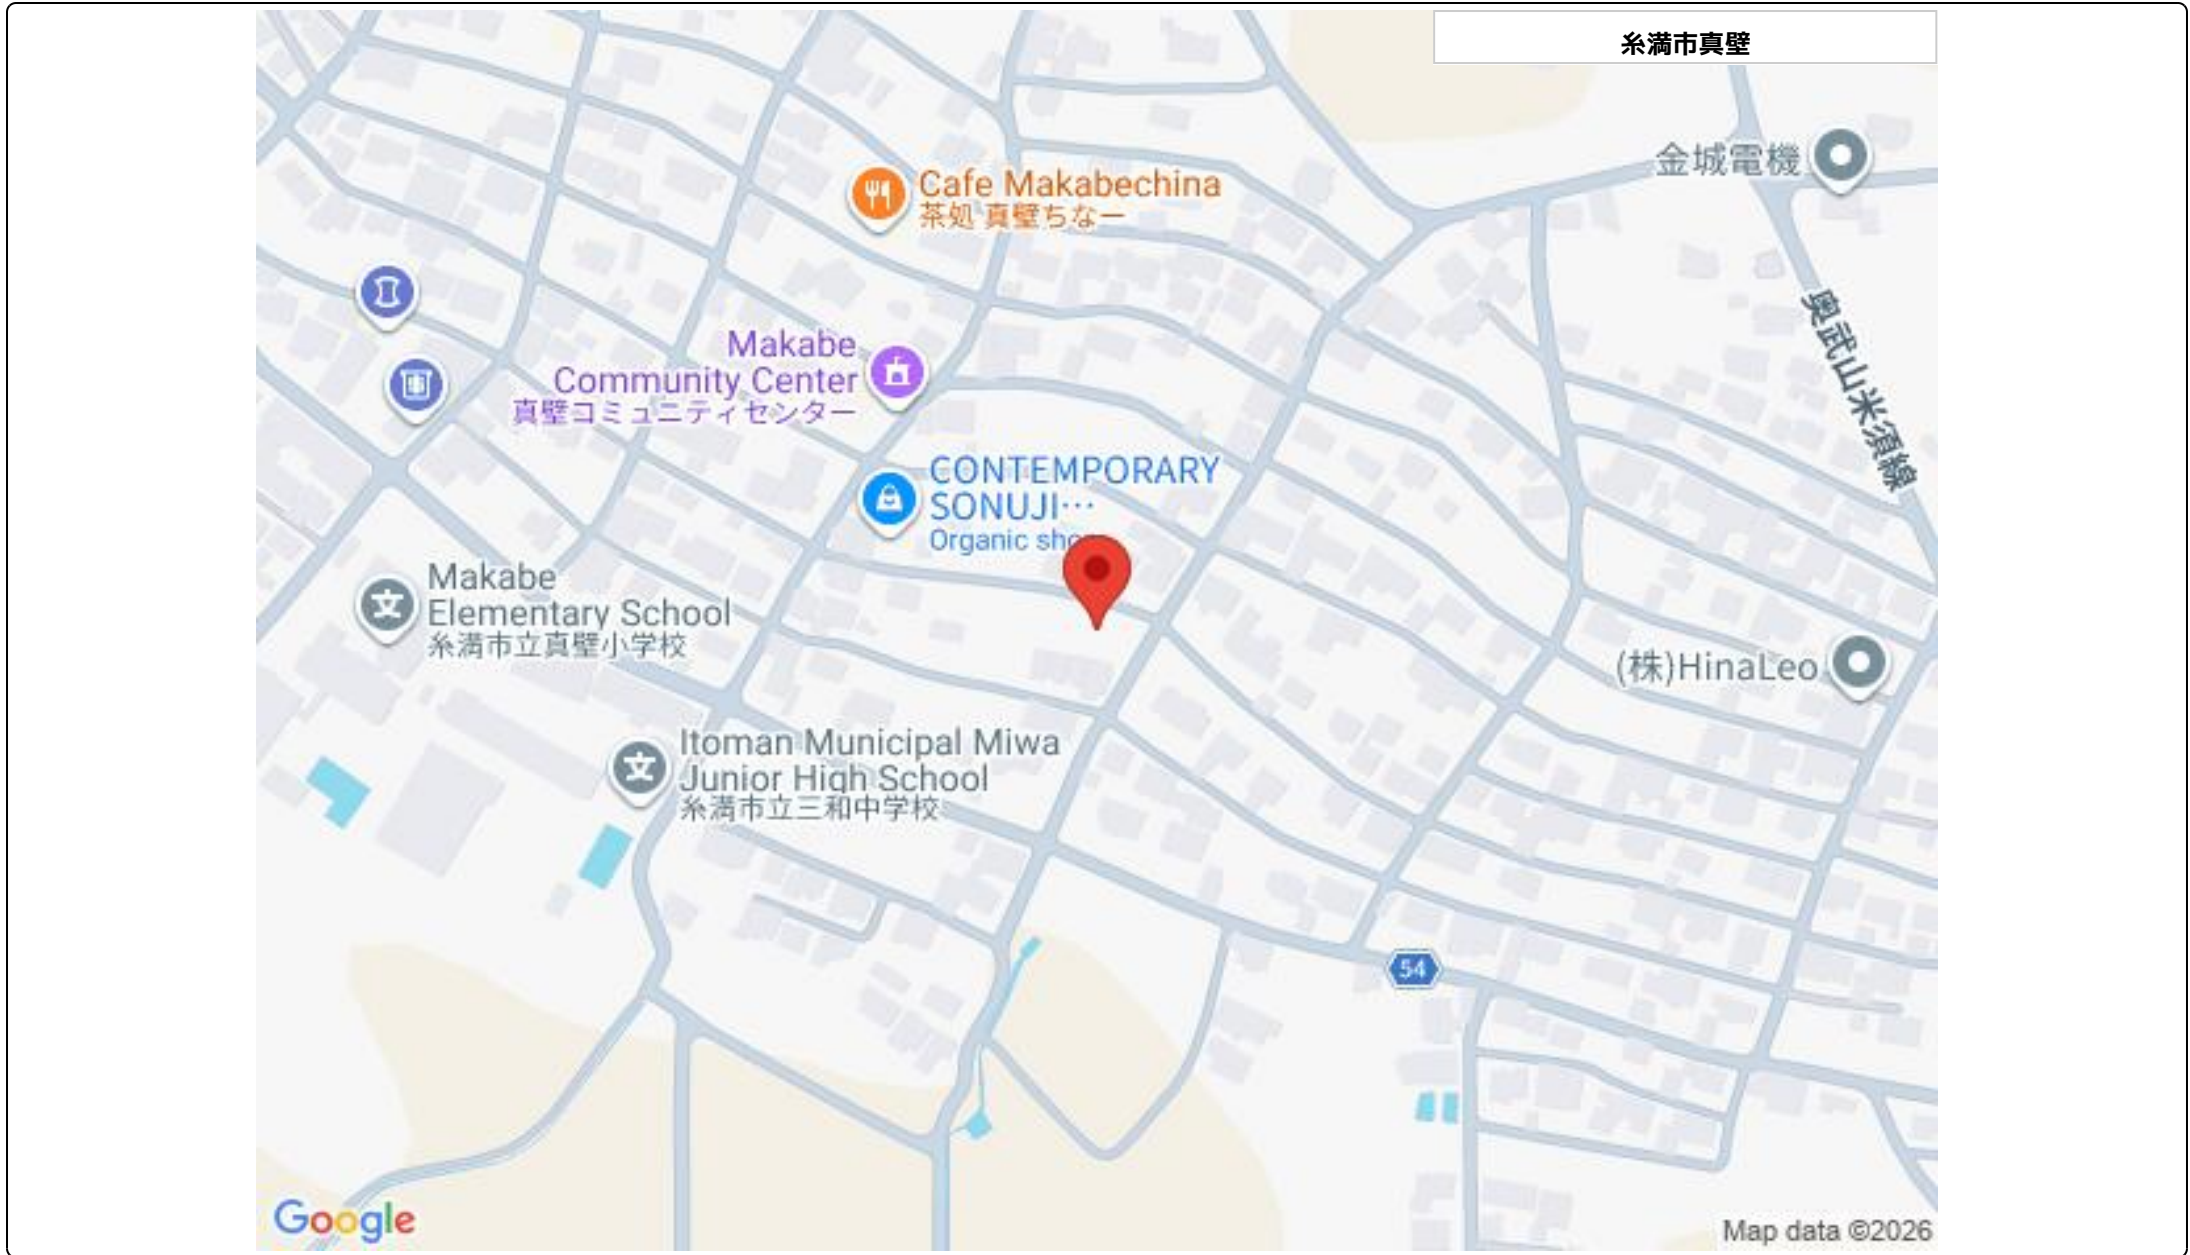 糸満市真壁
金城電機
Cafe Makabechina
茶処 真壁ちなー
奥武山米須線
Makabe
Community Center
真壁コミュニティセンター
CONTEMPORARY
SONUJI…
Organic
Makabe
Elementary School
糸満市立真壁小学校
(株)HinaLeo
Itoman Municipal Miwa
Junior High School
糸満市立三和中学校
54
Google
Map data ©2026